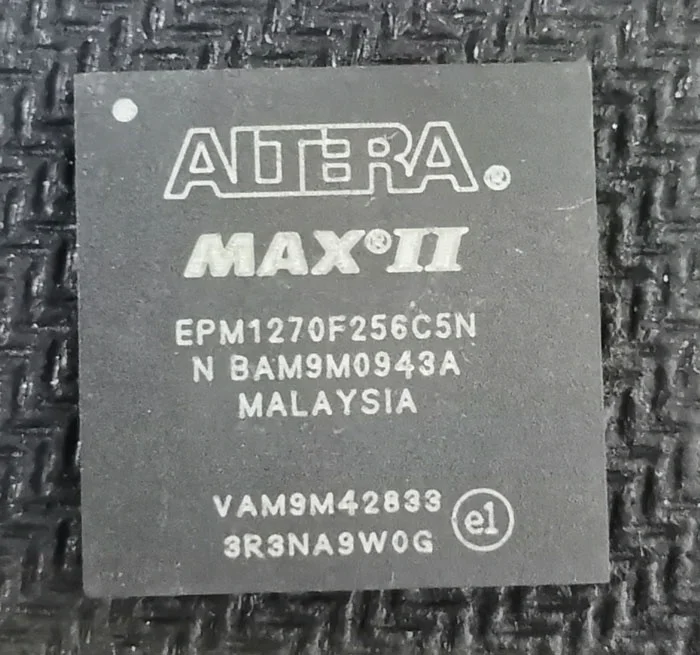 ALTERA®
MAX®II
EPM1270F256C5N
N BAM9M0943A
MALAYSIA
VAM9M42833
3R3NA9W0G
e1